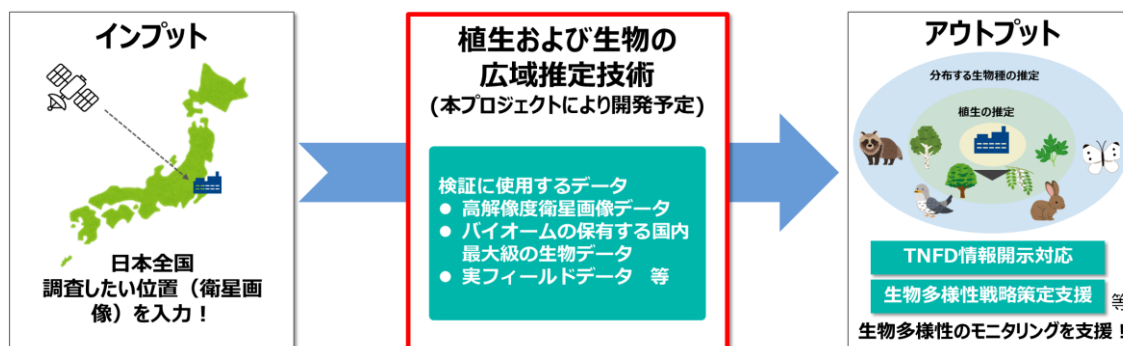 インプット
日本全国
調査したい位置（衛星画
像）を入力！
植生および生物の
広域推定技術
(本プロジェクトにより開発予定)
検証に使用するデータ
● 高解像度衛星画像データ
● バイオームの保有する国内
最大級の生物データ
● 実フィールドデータ　等
アウトプット
分布する生物種の推定
植生の推定
TNFD情報開示対応
生物多様性戦略策定支援
等
生物多様性のモニタリングを支援！